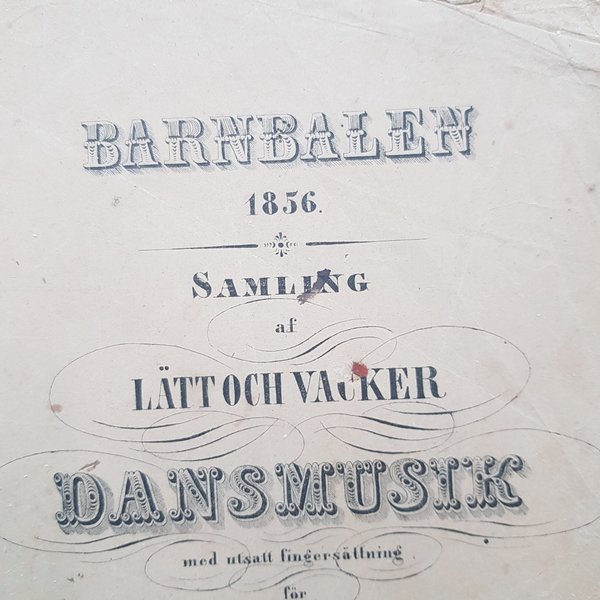 BARNBALEN
1856.
SAMLING
af
LÄTT OCH VACKER
DANSMUSIK
med utsatt fingersättning
för